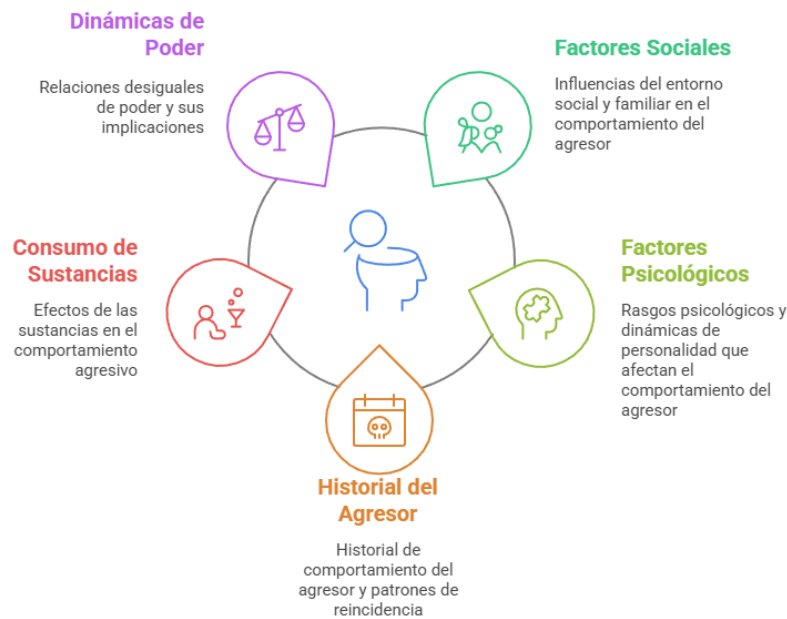 Dinámicas de
Poder
Relaciones desiguales
de poder y sus
implicaciones
Factores Sociales
Influencias del entorno
social y familiar en el
comportamiento del
agresor
Consumo de
Sustancias
Efectos de las
sustancias en el
comportamiento
agresivo
Factores
Psicológicos
Rasgos psicológicos y
dinámicas de
personalidad que
afectan el
comportamiento del
agresor
Historial del
Agresor
Historial de
comportamiento del
agresor y patrones de
reincidencia